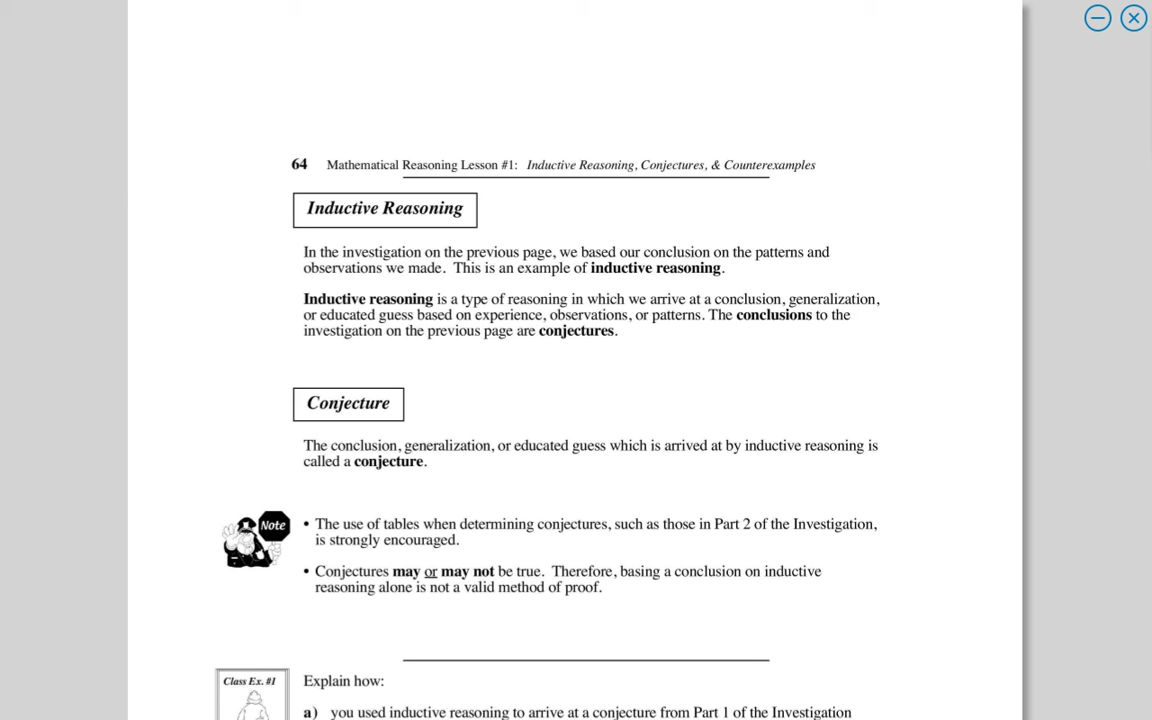 64 Mathematical Reasoning Lesson #1: Inductive Reasoning, Conjectures, & Counterexamples
Inductive Reasoning
In the investigation on the previous page, we based our conclusion on the patterns and
observations we made. This is an example of inductive reasoning.
Inductive reasoning is a type of reasoning in which we arrive at a conclusion, generalization,
or educated guess based on experience, observations, or patterns. The conclusions to the
investigation on the previous page are conjectures.
Conjecture
The conclusion, generalization, or educated guess which is arrived at by inductive reasoning is
called a conjecture.
Note
• The use of tables when determining conjectures, such as those in Part 2 of the Investigation,
is strongly encouraged.
• Conjectures may or may not be true. Therefore, basing a conclusion on inductive
reasoning alone is not a valid method of proof.
Class Ex. #1
Explain how:
a) you used inductive reasoning to arrive at a conjecture from Part 1 of the Investigation